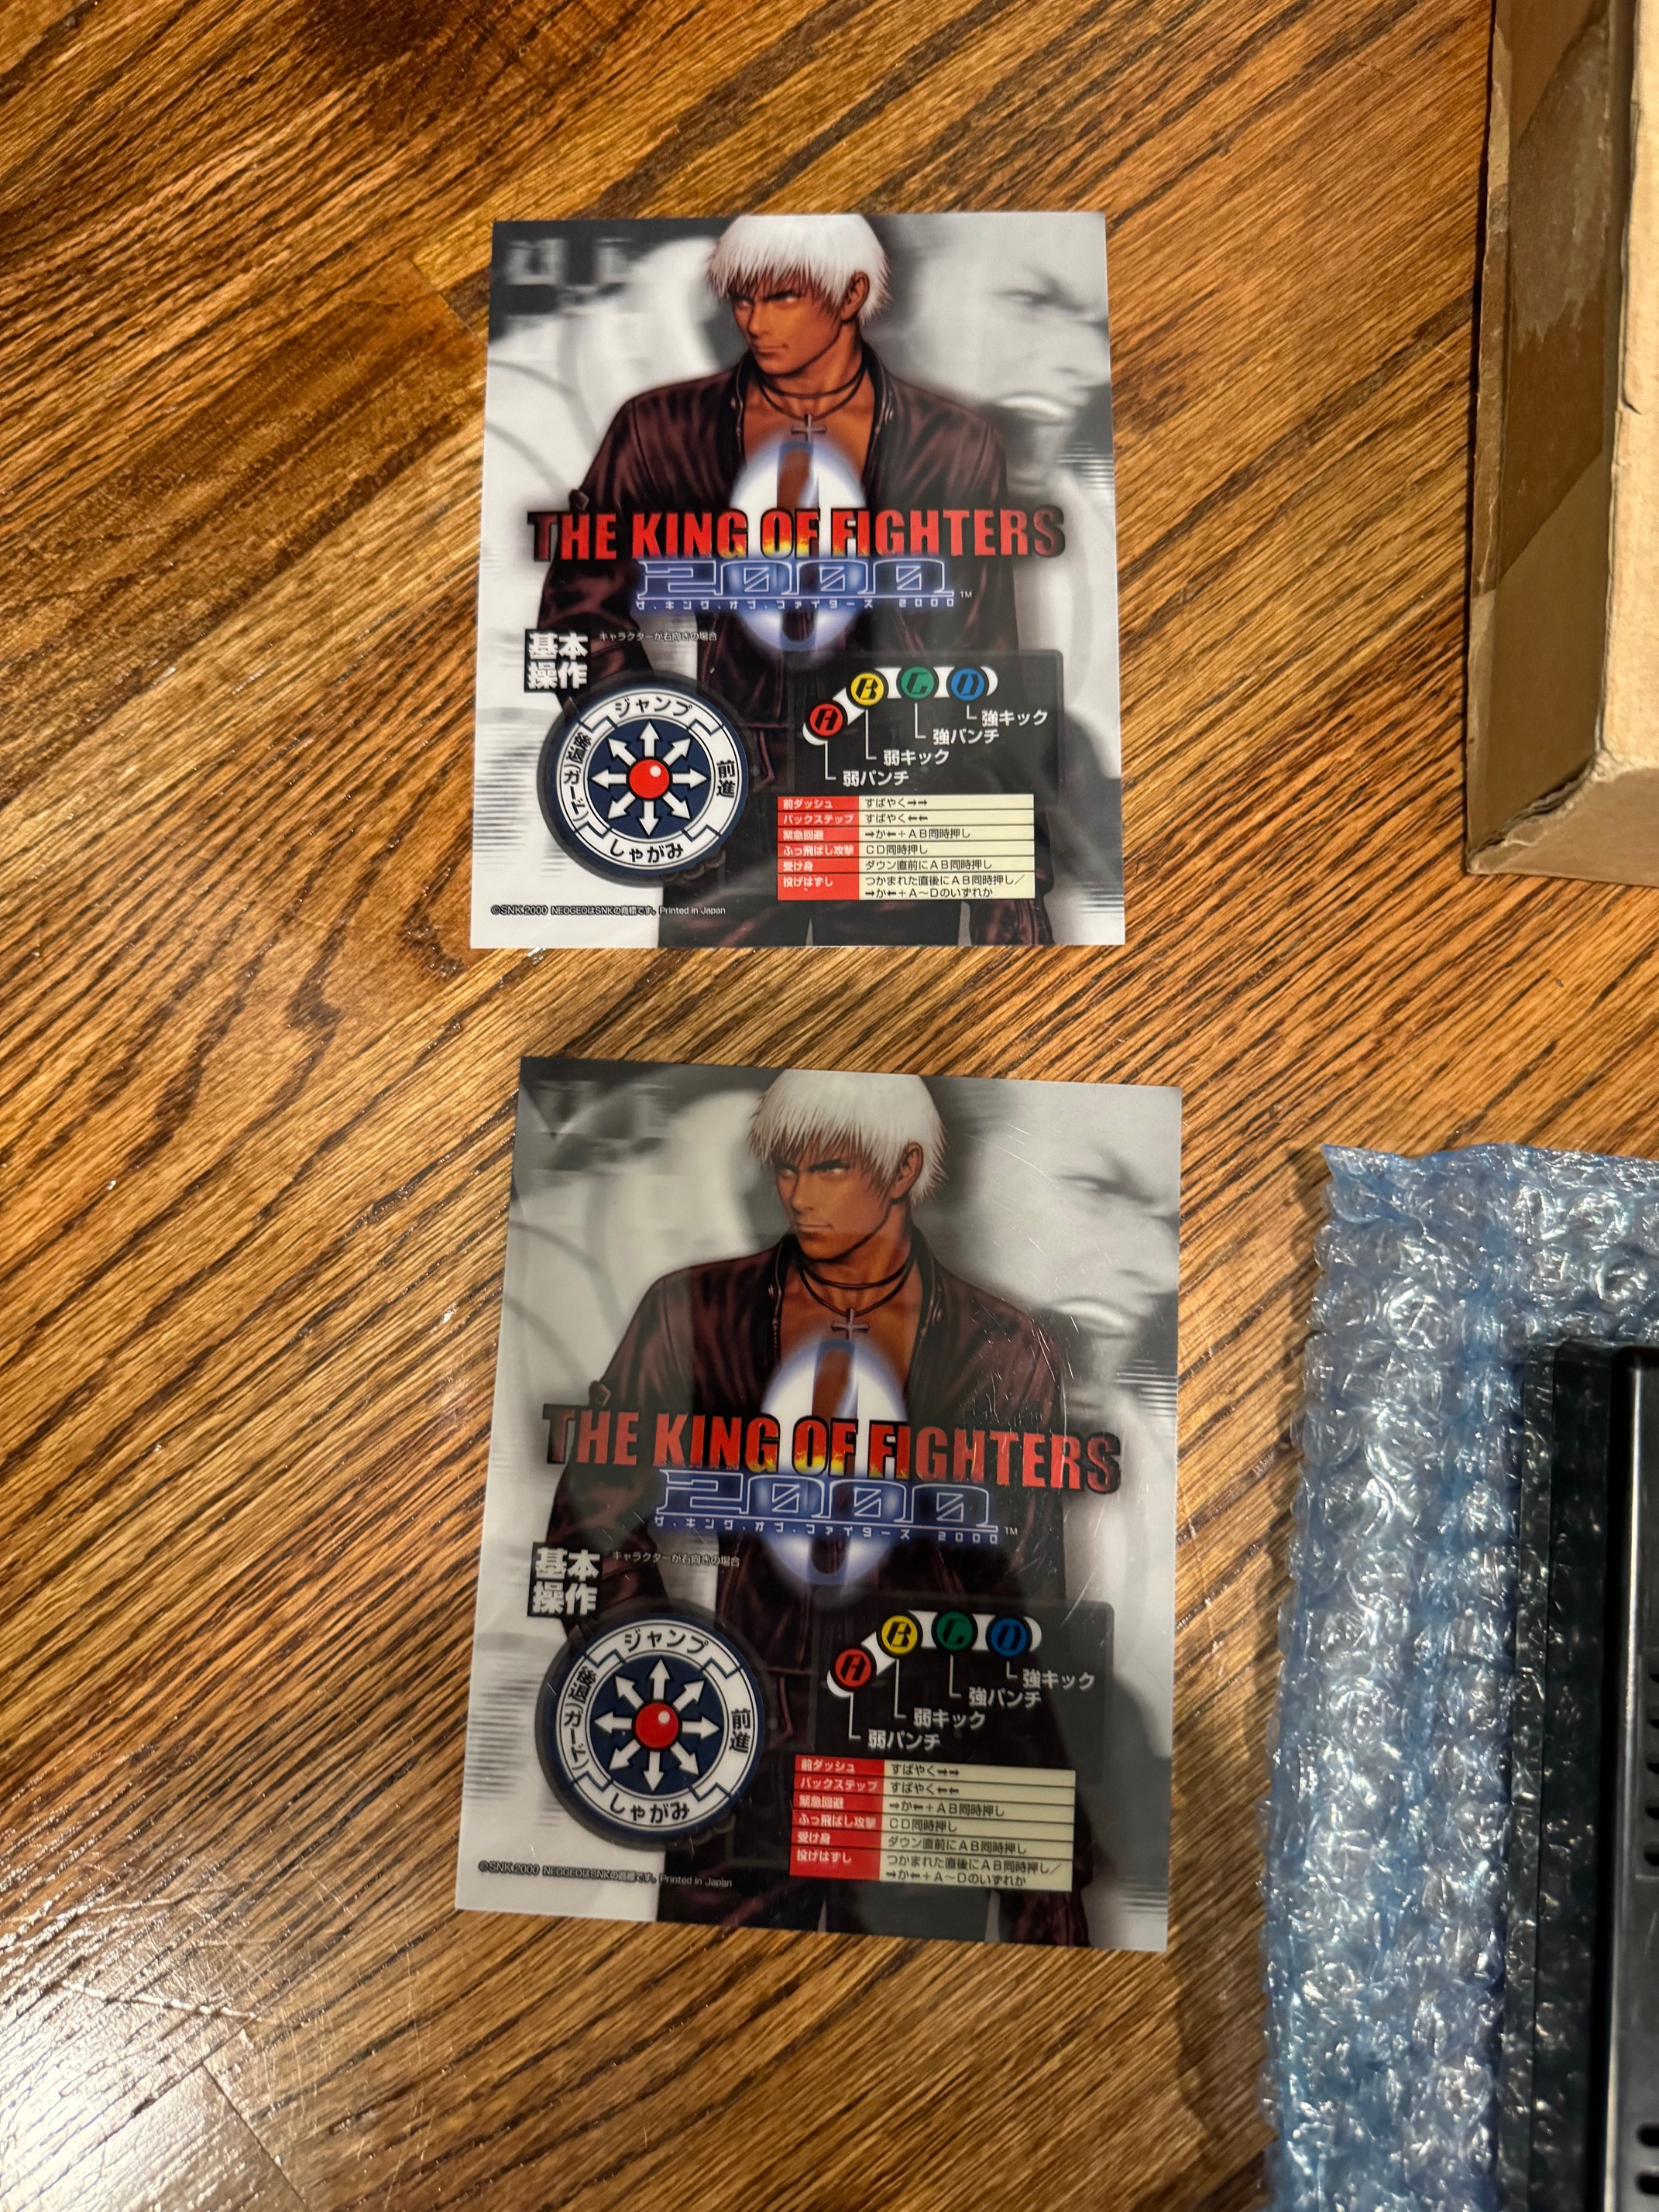 THE KING OF FIGHTERS
2000 ™
ザ・キング・オブ・ファイターズ 2000
基本
操作
キャラクターが右向きの場合
ジャンプ
後退(ガード)
前進
しゃがみ
A
B
C
D
強キック
強パンチ
弱キック
弱パンチ
前ダッシュ すばやく➡➡
バックステップ すばやく⬅⬅
緊急回避 ➡か⬅+AB同時押し
ふっ飛ばし攻撃 CD同時押し
受け身 ダウン直前にAB同時押し
投げはずし つかまれた直後にAB同時押し/
➡か⬅+A~Dのいずれか
©SNK 2000 NEOGEOはSNKの商標です。Printed in Japan
THE KING OF FIGHTERS
2000 ™
ザ・キング・オブ・ファイターズ 2000
基本
操作
キャラクターが右向きの場合
ジャンプ
後退(ガード)
前進
しゃがみ
A
B
C
D
強キック
強パンチ
弱キック
弱パンチ
前ダッシュ すばやく➡➡
バックステップ すばやく⬅⬅
緊急回避 ➡か⬅+AB同時押し
ふっ飛ばし攻撃 CD同時押し
受け身 ダウン直前にAB同時押し
投げはずし つかまれた直後にAB同時押し/
➡か⬅+A~Dのいずれか
©SNK 2000 NEOGEOはSNKの商標です。Printed in Japan